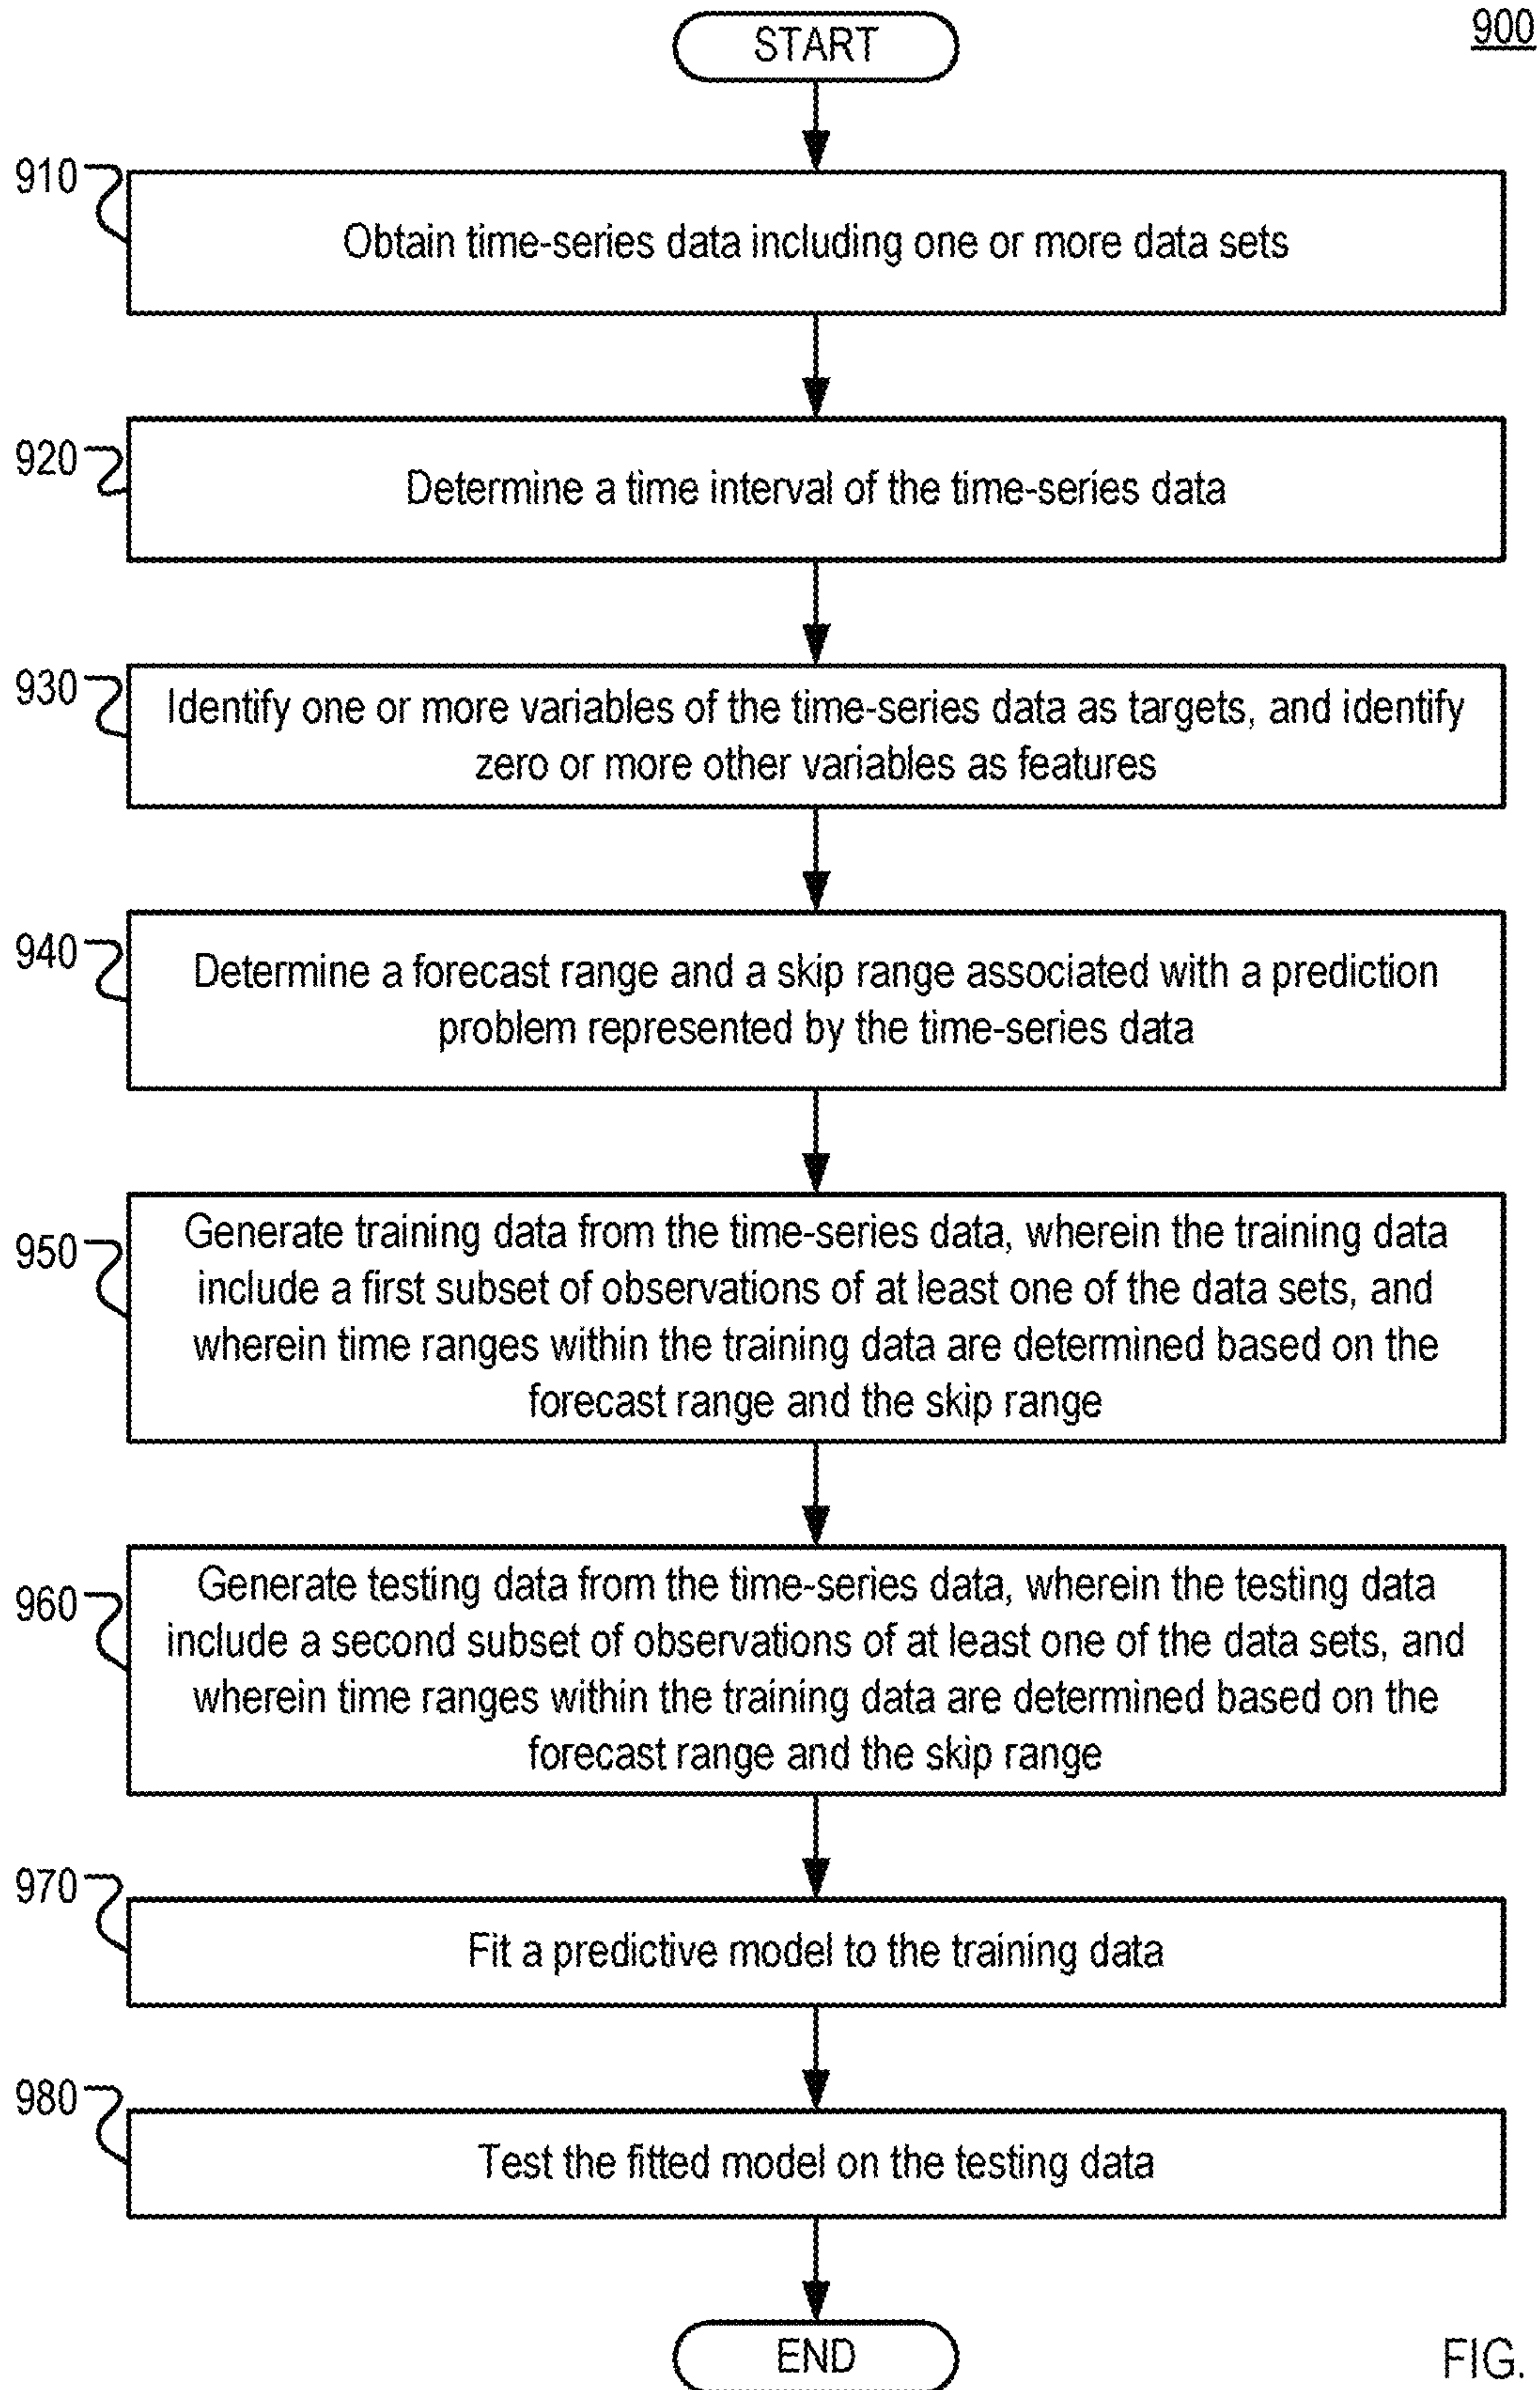 900
START
910
Obtain time-series data including one or more data sets
920
Determine a time interval of the time-series data
930
Identify one or more variables of the time-series data as targets, and identify
zero or more other variables as features
940
Determine a forecast range and a skip range associated with a prediction
problem represented by the time-series data
950
Generate training data from the time-series data, wherein the training data
include a first subset of observations of at least one of the data sets, and
wherein time ranges within the training data are determined based on the
forecast range and the skip range
960
Generate testing data from the time-series data, wherein the testing data
include a second subset of observations of at least one of the data sets, and
wherein time ranges within the training data are determined based on the
forecast range and the skip range
970
Fit a predictive model to the training data
980
Test the fitted model on the testing data
END
FIG.